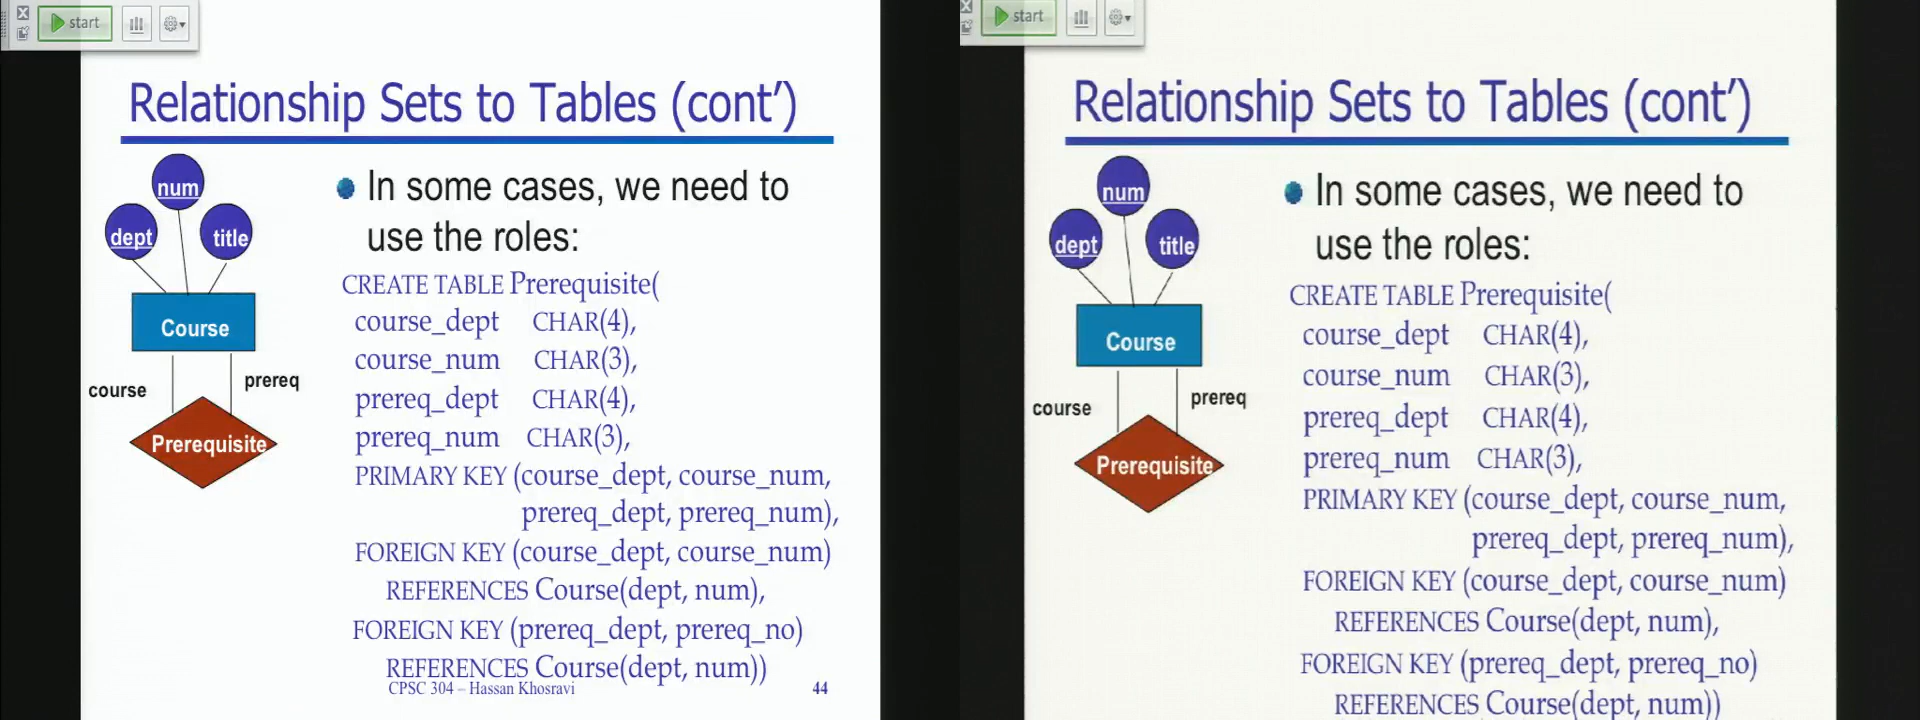 start
Relationship Sets to Tables (cont’)
num
dept
title
Course
course
prereq
Prerequisite
In some cases, we need to
use the roles:
CREATE TABLE Prerequisite(
course_dept CHAR(4),
course_num CHAR(3),
prereq_dept CHAR(4),
prereq_num CHAR(3),
PRIMARY KEY (course_dept, course_num,
prereq_dept, prereq_num),
FOREIGN KEY (course_dept, course_num)
REFERENCES Course(dept, num),
FOREIGN KEY (prereq_dept, prereq_no)
REFERENCES Course(dept, num))
CPSC 304 – Hassan Khosravi
44
start
Relationship Sets to Tables (cont’)
num
dept
title
Course
course
prereq
Prerequisite
In some cases, we need to
use the roles:
CREATE TABLE Prerequisite(
course_dept CHAR(4),
course_num CHAR(3),
prereq_dept CHAR(4),
prereq_num CHAR(3),
PRIMARY KEY (course_dept, course_num,
prereq_dept, prereq_num),
FOREIGN KEY (course_dept, course_num)
REFERENCES Course(dept, num),
FOREIGN KEY (prereq_dept, prereq_no)
REFERENCES Course(dept, num))